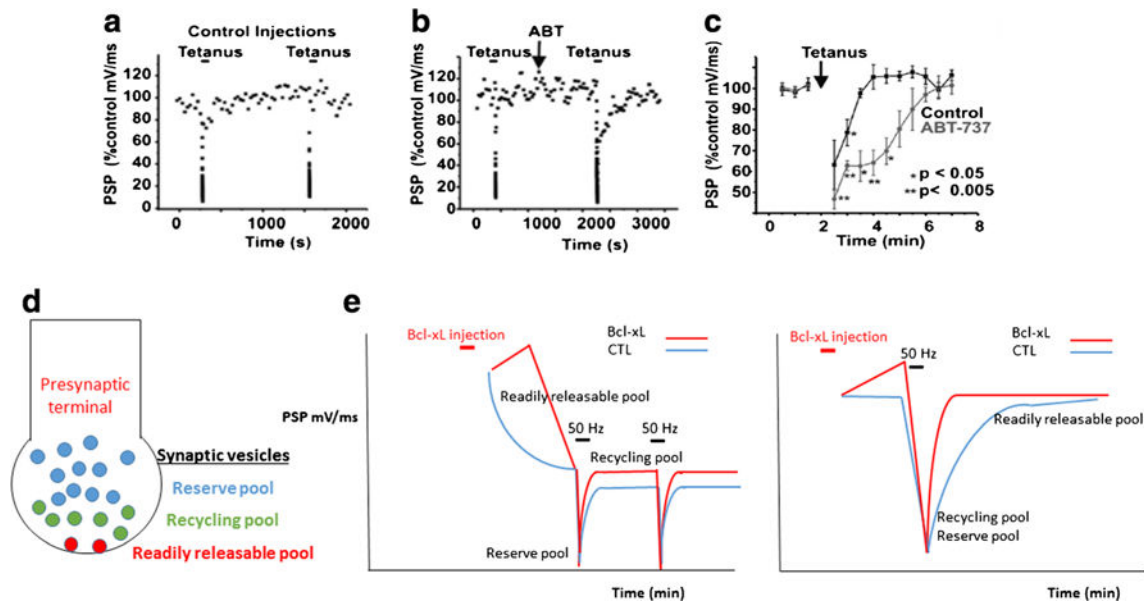 a
Control Injections
Tetanus Tetanus
PSP (%control mV/ms)
120
100
80
60
40
20
0
0 1000 2000
Time (s)
b
ABT
Tetanus Tetanus
PSP (%control mV/ms)
120
100
80
60
40
20
0
0 1000 2000 3000
Time (s)
c
Tetanus
PSP (%control mV/ms)
100
90
80
70
60
50
Control
ABT-737
* ** * ** *
**
*p < 0.05
**p< 0.005
0 2 4 6 8
Time (min)
d
Presynaptic
terminal
Synaptic vesicles
Reserve pool
Recycling pool
Readily releasable pool
e
PSP mV/ms
Bcl-xL injection
Bcl-xL
CTL
Readily releasable pool
50 Hz 50 Hz
Recycling pool
Reserve pool
Time (min)
Bcl-xL injection
Bcl-xL
CTL
50 Hz
Readily releasable pool
Recycling pool
Reserve pool
Time (min)